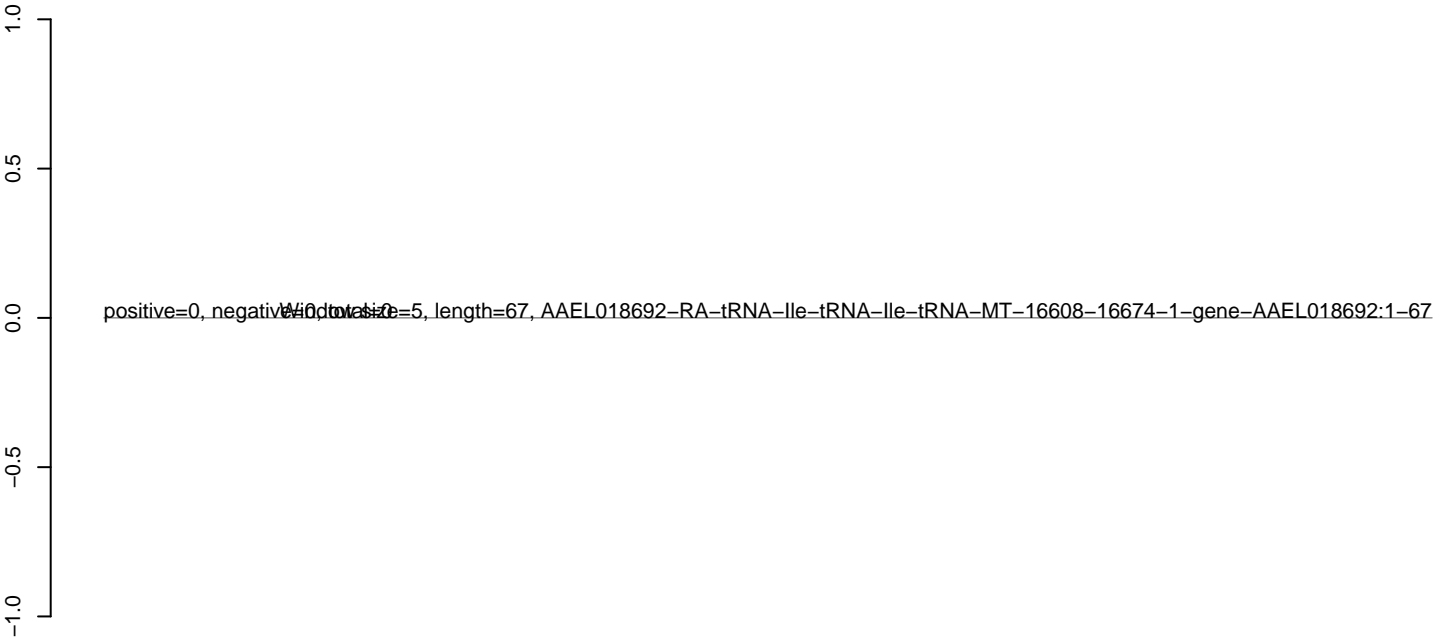 1.0
0.5
0.0
−0.5
−1.0
positive=0, negative=0, total=0
Window size=5, length=67, AAEL018692−RA−tRNA−Ile−tRNA−Ile−tRNA−MT−16608−16674−1−gene−AAEL018692:1−67